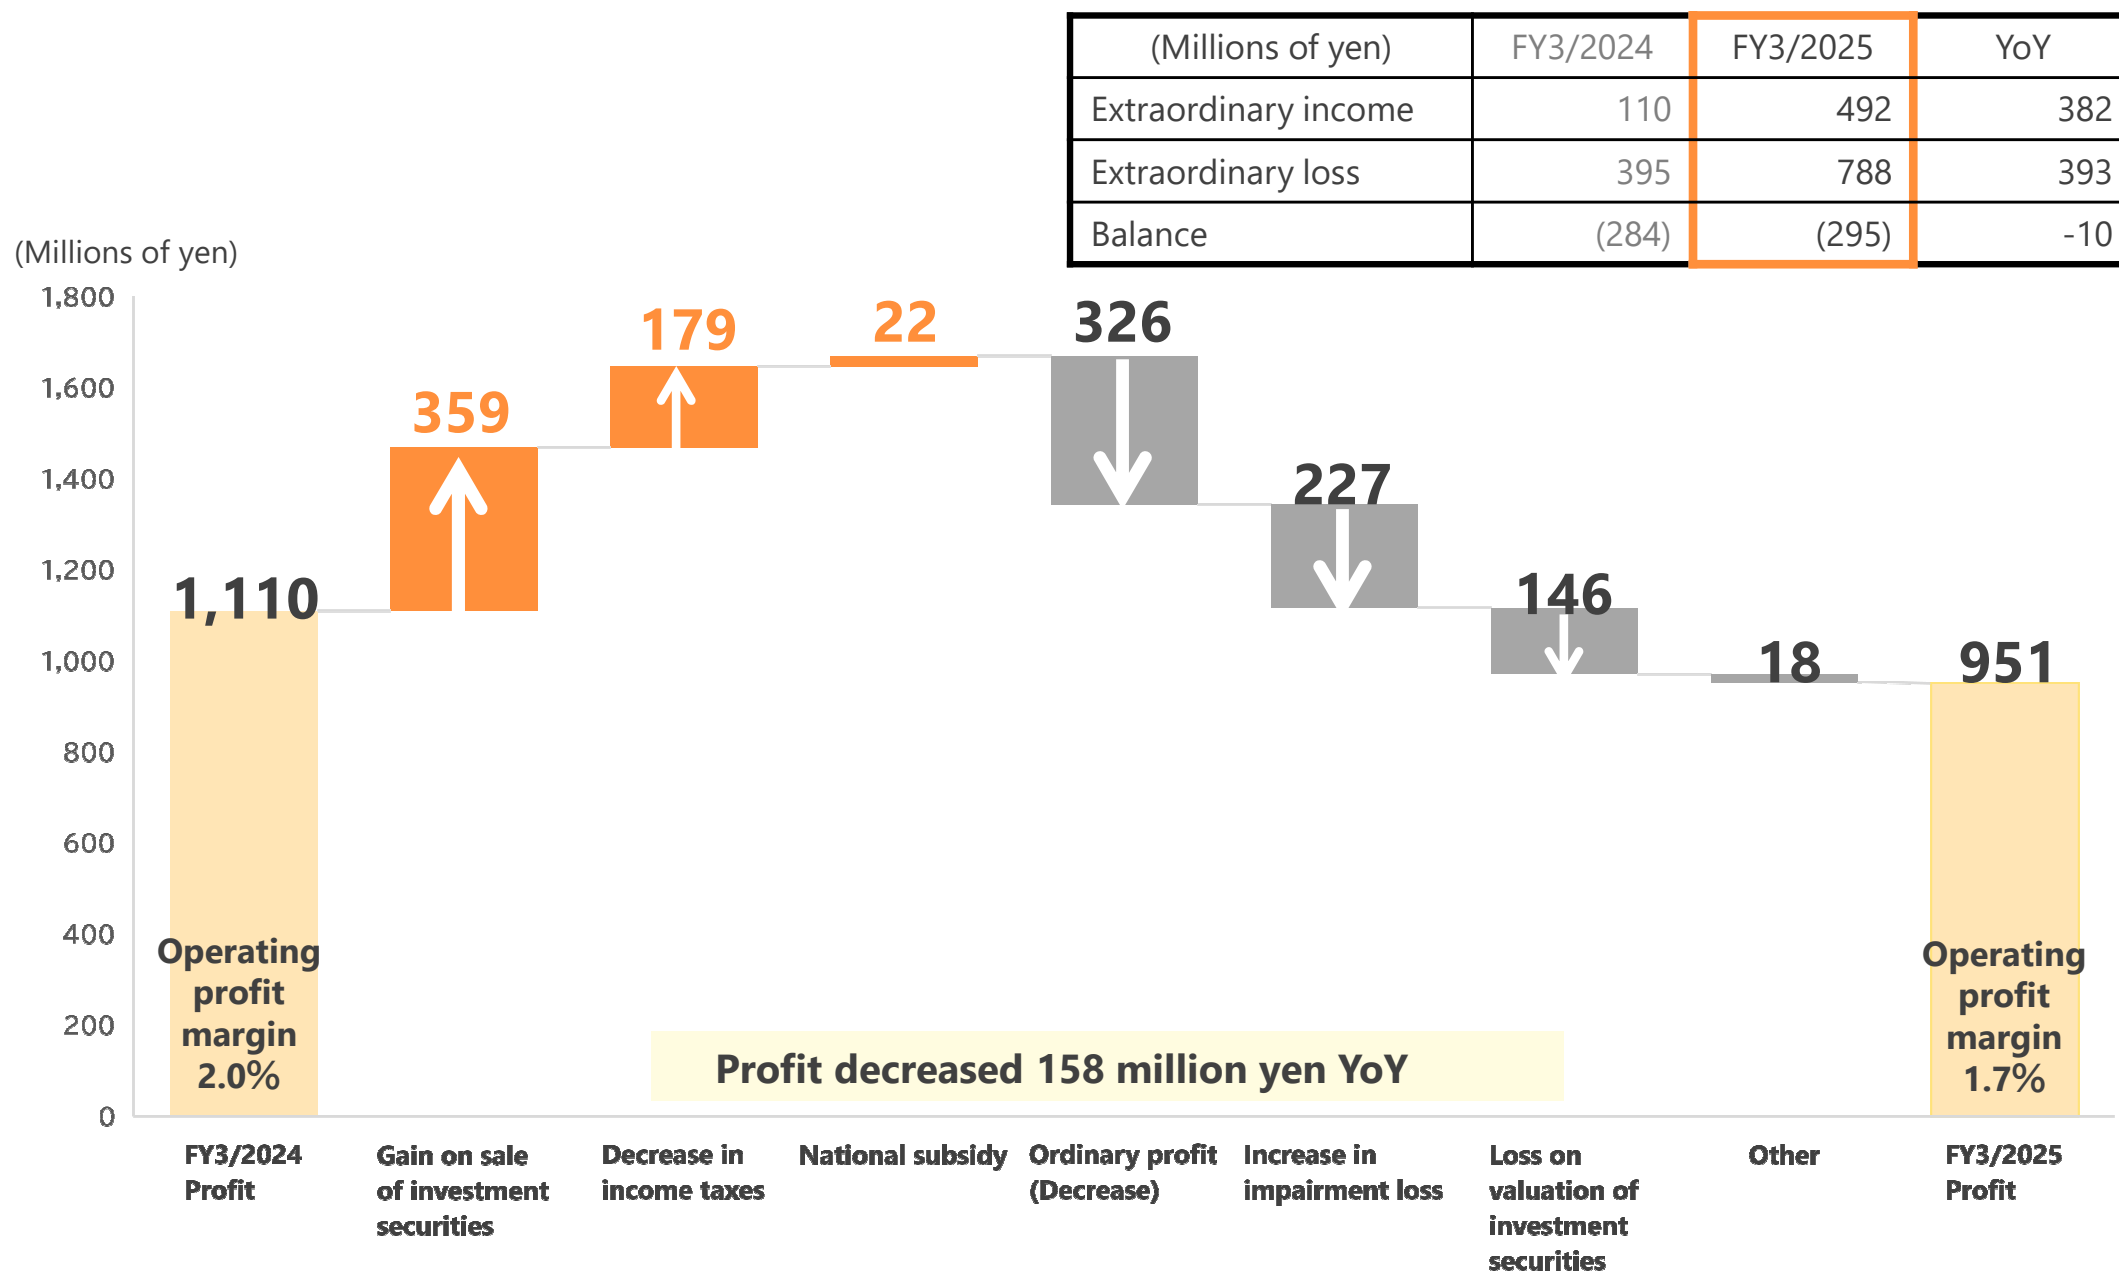 (Millions of yen) FY3/2024 FY3/2025 YoY
Extraordinary income 110 492 382
Extraordinary loss 395 788 393
Balance (284) (295) -10
(Millions of yen)
1,800
1,600
1,400
1,200
1,000
800
600
400
200
0
1,110
359
179
22
326
227
146
18
951
Operating
profit
margin
2.0%
Operating
profit
margin
1.7%
Profit decreased 158 million yen YoY
FY3/2024
Profit
Gain on sale
of investment
securities
Decrease in
income taxes
National subsidy
Ordinary profit
(Decrease)
Increase in
impairment loss
Loss on
valuation of
investment
securities
Other
FY3/2025
Profit